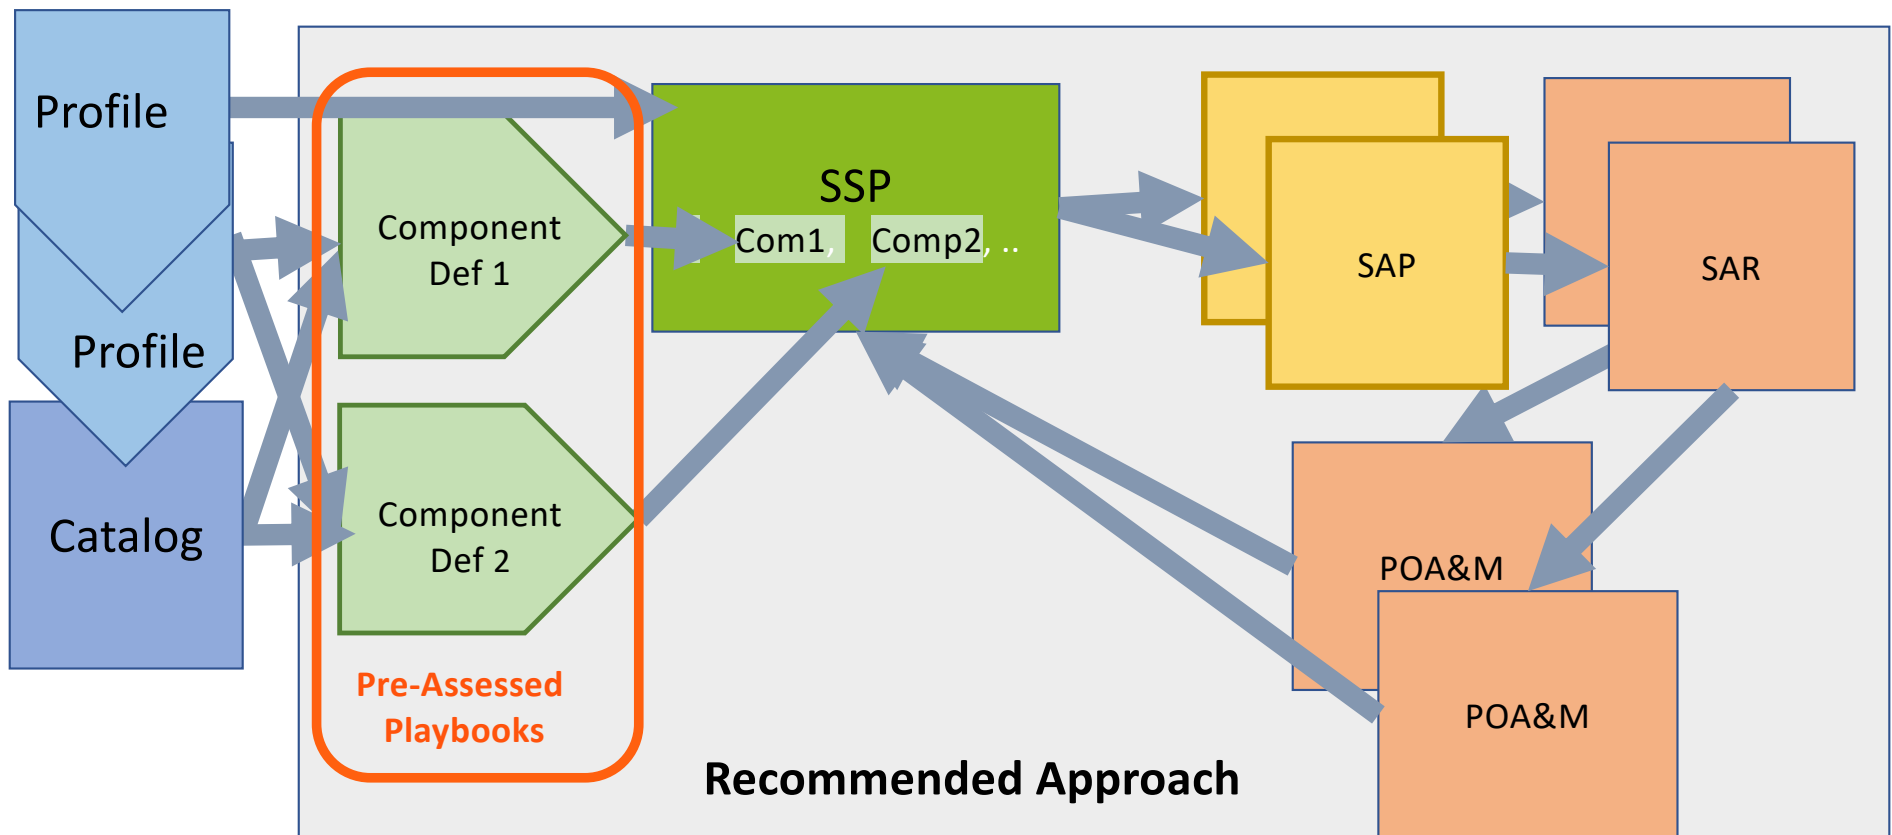 Profile
Profile
Catalog
Component
Def 1
Component
Def 2
Pre-Assessed
Playbooks
SSP
Com1, Comp2, ..
SAP
SAR
POA&M
POA&M
Recommended Approach